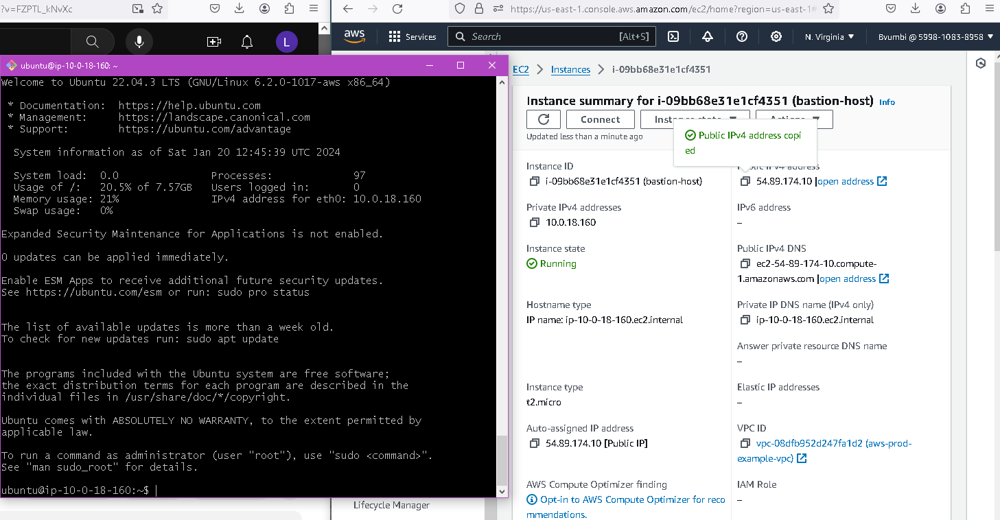 ?v=FZPTL_kNvXc
https://us-east-1.console.aws.amazon.com/ec2/home?region=us-east-1#
L
aws
Services
Search
[Alt+S]
N. Virginia
Bvumbi @ 5998-1083-8958
ubuntu@ip-10-0-18-160: ~
Welcome to Ubuntu 22.04.3 LTS (GNU/Linux 6.2.0-1017-aws x86_64)
* Documentation: https://help.ubuntu.com
* Management: https://landscape.canonical.com
* Support: https://ubuntu.com/advantage
System information as of Sat Jan 20 12:45:39 UTC 2024
System load: 0.0 Processes: 97
Usage of /: 20.5% of 7.57GB Users logged in: 0
Memory usage: 21% IPv4 address for eth0: 10.0.18.160
Swap usage: 0%
Expanded Security Maintenance for Applications is not enabled.
0 updates can be applied immediately.
Enable ESM Apps to receive additional future security updates.
See https://ubuntu.com/esm or run: sudo pro status
The list of available updates is more than a week old.
To check for new updates run: sudo apt update
The programs included with the Ubuntu system are free software;
the exact distribution terms for each program are described in the
individual files in /usr/share/doc/*/copyright.
Ubuntu comes with ABSOLUTELY NO WARRANTY, to the extent permitted by
applicable law.
To run a command as administrator (user "root"), use "sudo <command>".
See "man sudo_root" for details.
ubuntu@ip-10-0-18-160:~$
Lifecycle Manager
EC2 > Instances > i-09bb68e31e1cf4351
Instance summary for i-09bb68e31e1cf4351 (bastion-host) Info
Connect
Instance state
Actions
Updated less than a minute ago
Public IPv4 address copi
ed
Instance ID
i-09bb68e31e1cf4351 (bastion-host)
Public IPv4 address
54.89.174.10 |open address
Private IPv4 addresses
10.0.18.160
IPv6 address
–
Instance state
Running
Public IPv4 DNS
ec2-54-89-174-10.compute-
1.amazonaws.com |open address
Hostname type
IP name: ip-10-0-18-160.ec2.internal
Private IP DNS name (IPv4 only)
ip-10-0-18-160.ec2.internal
Answer private resource DNS name
–
Instance type
t2.micro
Elastic IP addresses
–
Auto-assigned IP address
54.89.174.10 [Public IP]
VPC ID
vpc-08dfb952d247fa1d2 (aws-prod-
example-vpc)
AWS Compute Optimizer finding
Opt-in to AWS Compute Optimizer for reco
mmendations.
IAM Role
–